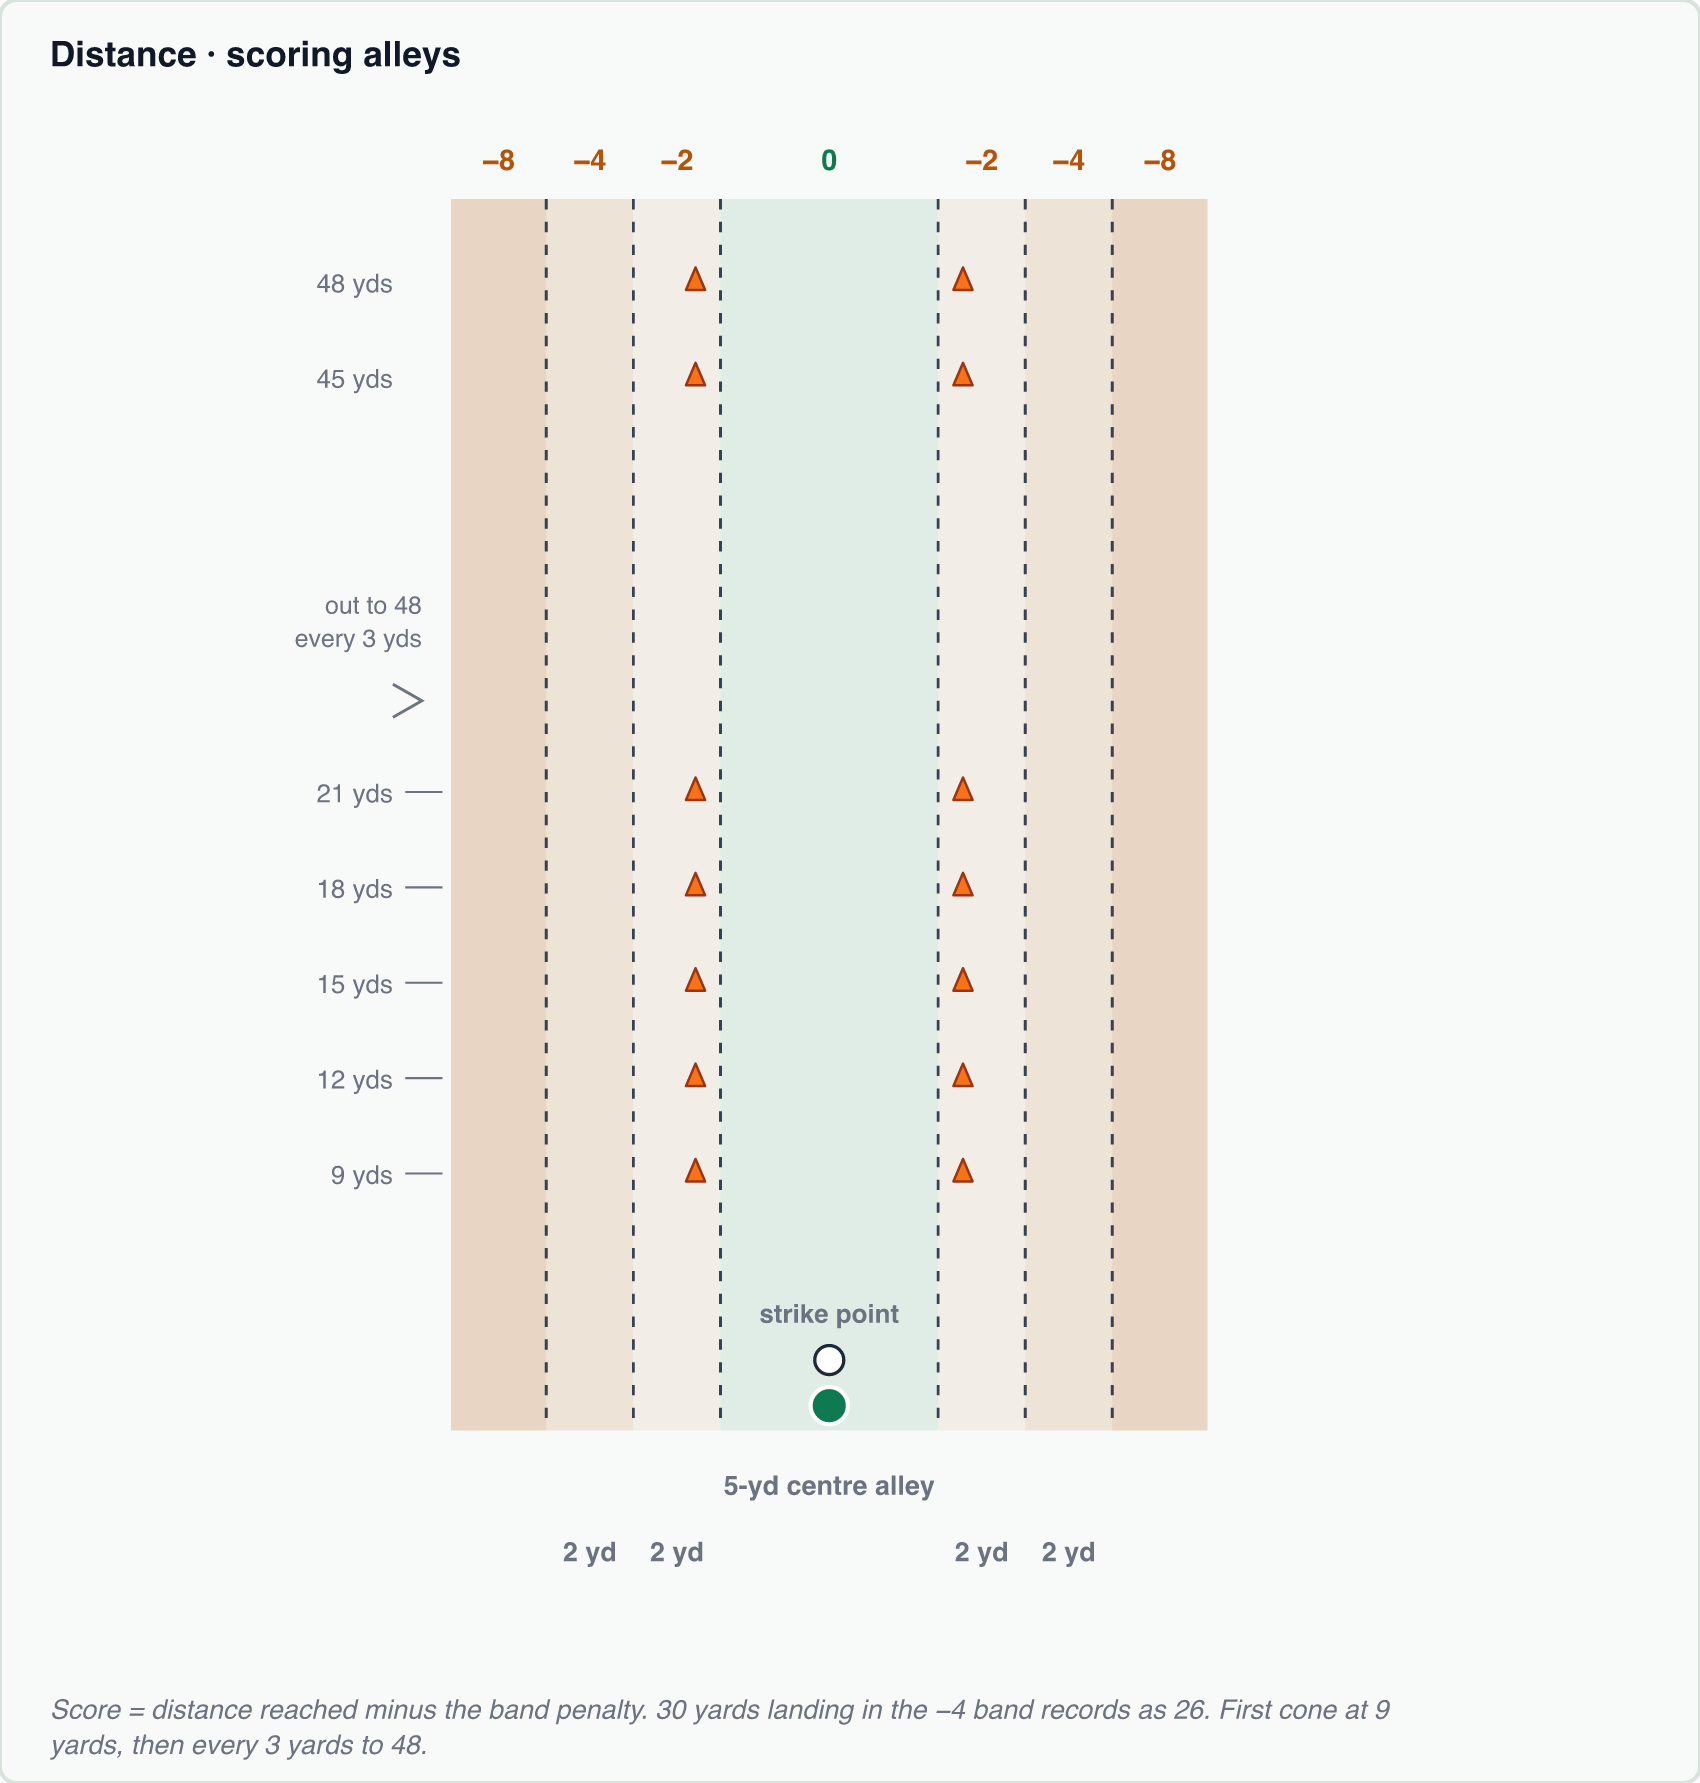 Distance · scoring alleys
−8 −4 −2 0 −2 −4 −8
48 yds
45 yds
out to 48
every 3 yds
21 yds
18 yds
15 yds
12 yds
9 yds
strike point
5-yd centre alley
2 yd 2 yd 2 yd 2 yd
Score = distance reached minus the band penalty. 30 yards landing in the −4 band records as 26. First cone at 9
yards, then every 3 yards to 48.